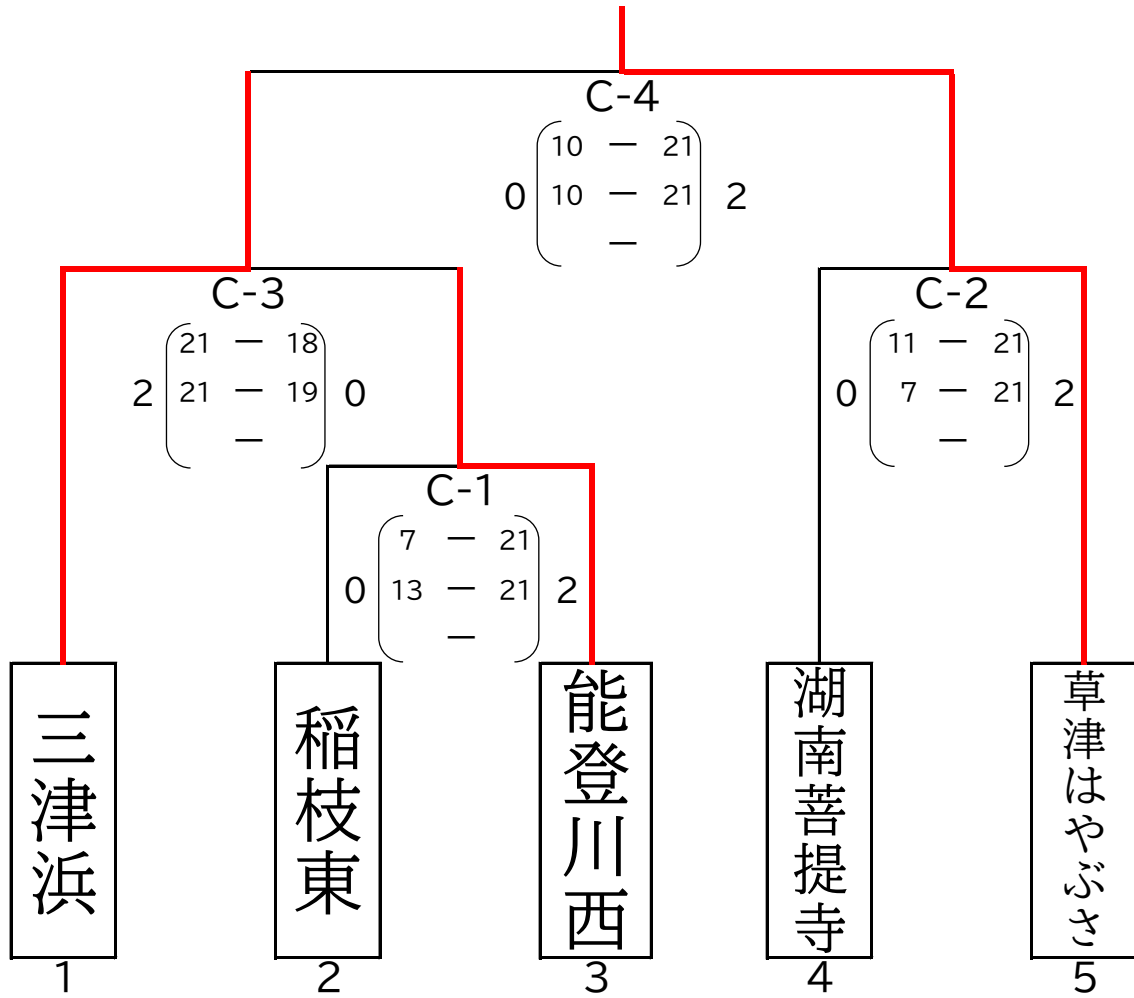 C-4
10 ー 21
0 10 ー 21 2
ー
C-3
21 ー 18
2 21 ー 19 0
ー
C-2
11 ー 21
0 7 ー 21 2
ー
C-1
7 ー 21
0 13 ー 21 2
ー
三津浜
稲枝東
能登川西
湖南菩提寺
草津はやぶさ
1
2
3
4
5